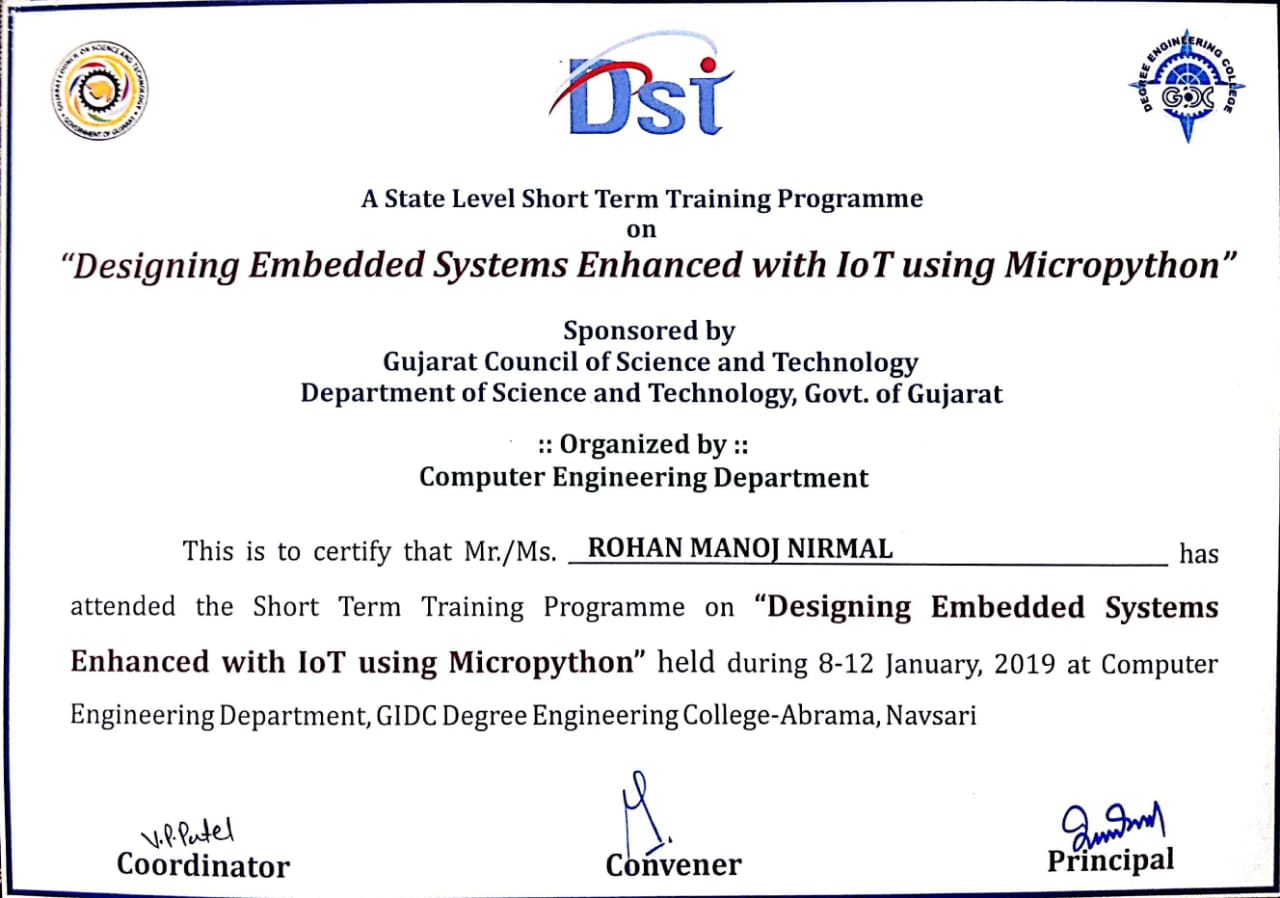 GUJARAT COUNCIL ON SCIENCE AND TECHNOLOGY
GOVERNMENT OF GUJARAT
Dst
DEGREE ENGINEERING COLLEGE
GIDC
A State Level Short Term Training Programme
on
“Designing Embedded Systems Enhanced with IoT using Micropython”
Sponsored by
Gujarat Council of Science and Technology
Department of Science and Technology, Govt. of Gujarat
:: Organized by ::
Computer Engineering Department
This is to certify that Mr./Ms. ROHAN MANOJ NIRMAL has
attended the Short Term Training Programme on “Designing Embedded Systems
Enhanced with IoT using Micropython” held during 8-12 January, 2019 at Computer
Engineering Department, GIDC Degree Engineering College-Abrama, Navsari
V.P.Patel
Coordinator
Convener
Principal